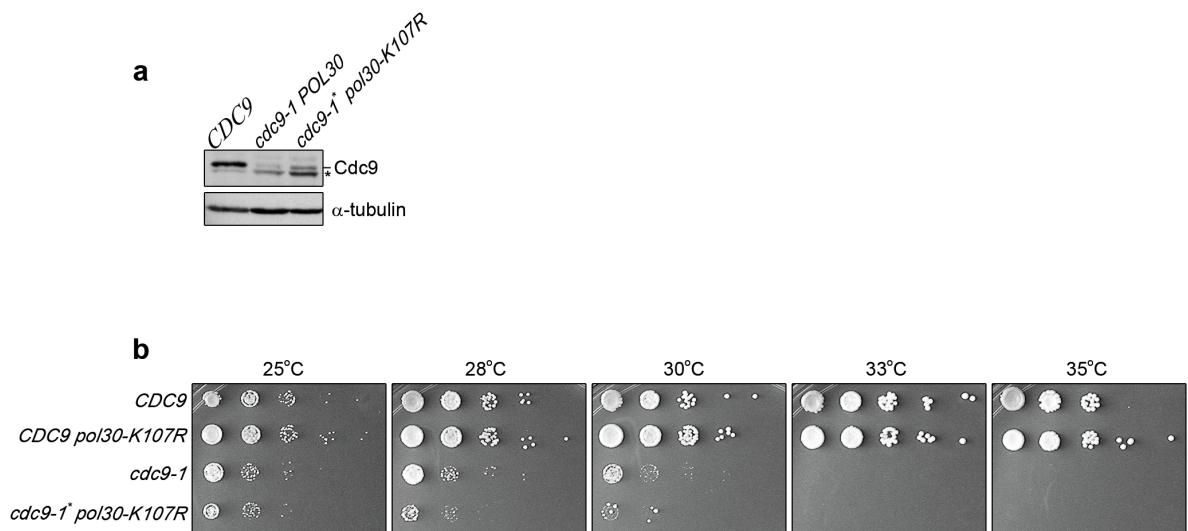 a
CDC9
cdc9-1 POL30
cdc9-1* pol30-K107R
Cdc9
*
α-tubulin
b
25°C 28°C 30°C 33°C 35°C
CDC9
CDC9 pol30-K107R
cdc9-1
cdc9-1* pol30-K107R